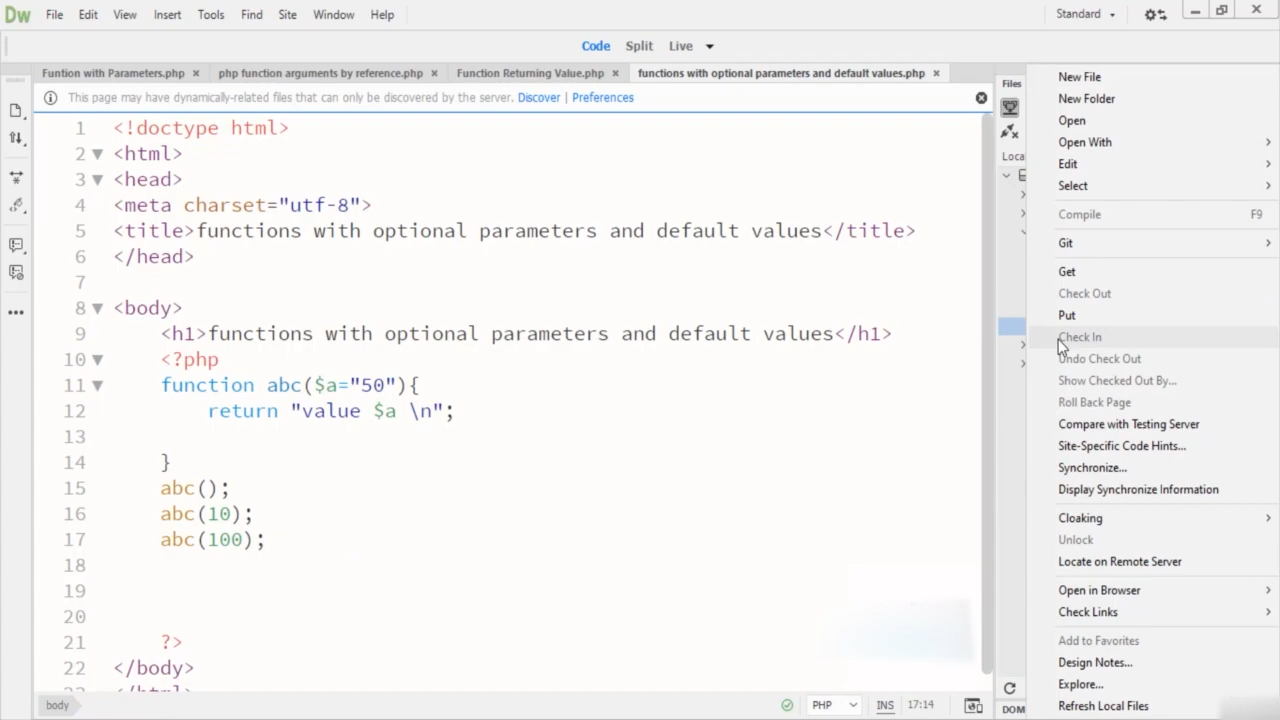 Dw File Edit View Insert Tools Find Site Window Help Standard
Code Split Live
Funtion with Parameters.php × php function arguments by reference.php × Function Returning Value.php × functions with optional parameters and default values.php ×
This page may have dynamically-related files that can only be discovered by the server. Discover | Preferences
1 <!doctype html>
2 <html>
3 <head>
4 <meta charset="utf-8">
5 <title>functions with optional parameters and default values</title>
6 </head>
7
8 <body>
9 <h1>functions with optional parameters and default values</h1>
10 <?php
11 function abc($a="50"){
12 return "value $a \n";
13
14 }
15 abc();
16 abc(10);
17 abc(100);
18
19
20
21 ?>
22 </body>
body PHP INS 17:14
Files
Loca
DOM
New File
New Folder
Open
Open With
Edit
Select
Compile F9
Git
Get
Check Out
Put
Check In
Undo Check Out
Show Checked Out By...
Roll Back Page
Compare with Testing Server
Site-Specific Code Hints...
Synchronize...
Display Synchronize Information
Cloaking
Unlock
Locate on Remote Server
Open in Browser
Check Links
Add to Favorites
Design Notes...
Explore...
Refresh Local Files